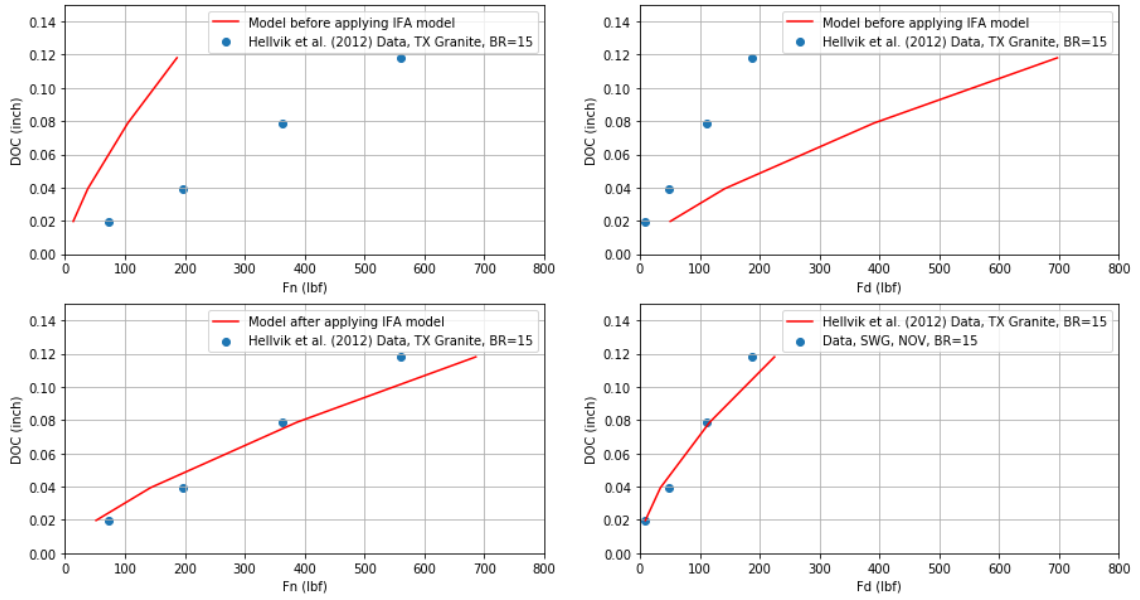 0.14
0.12
0.10
0.08
0.06
0.04
0.02
0.00
DOC (inch)
Model before applying IFA model
Hellvik et al. (2012) Data, TX Granite, BR=15
0 100 200 300 400 500 600 700 800
Fn (lbf)
0.14
0.12
0.10
0.08
0.06
0.04
0.02
0.00
DOC (inch)
Model before applying IFA model
Hellvik et al. (2012) Data, TX Granite, BR=15
0 100 200 300 400 500 600 700 800
Fd (lbf)
0.14
0.12
0.10
0.08
0.06
0.04
0.02
0.00
DOC (inch)
Model after applying IFA model
Hellvik et al. (2012) Data, TX Granite, BR=15
0 100 200 300 400 500 600 700 800
Fn (lbf)
0.14
0.12
0.10
0.08
0.06
0.04
0.02
0.00
DOC (inch)
Hellvik et al. (2012) Data, TX Granite, BR=15
Data, SWG, NOV, BR=15
0 100 200 300 400 500 600 700 800
Fd (lbf)